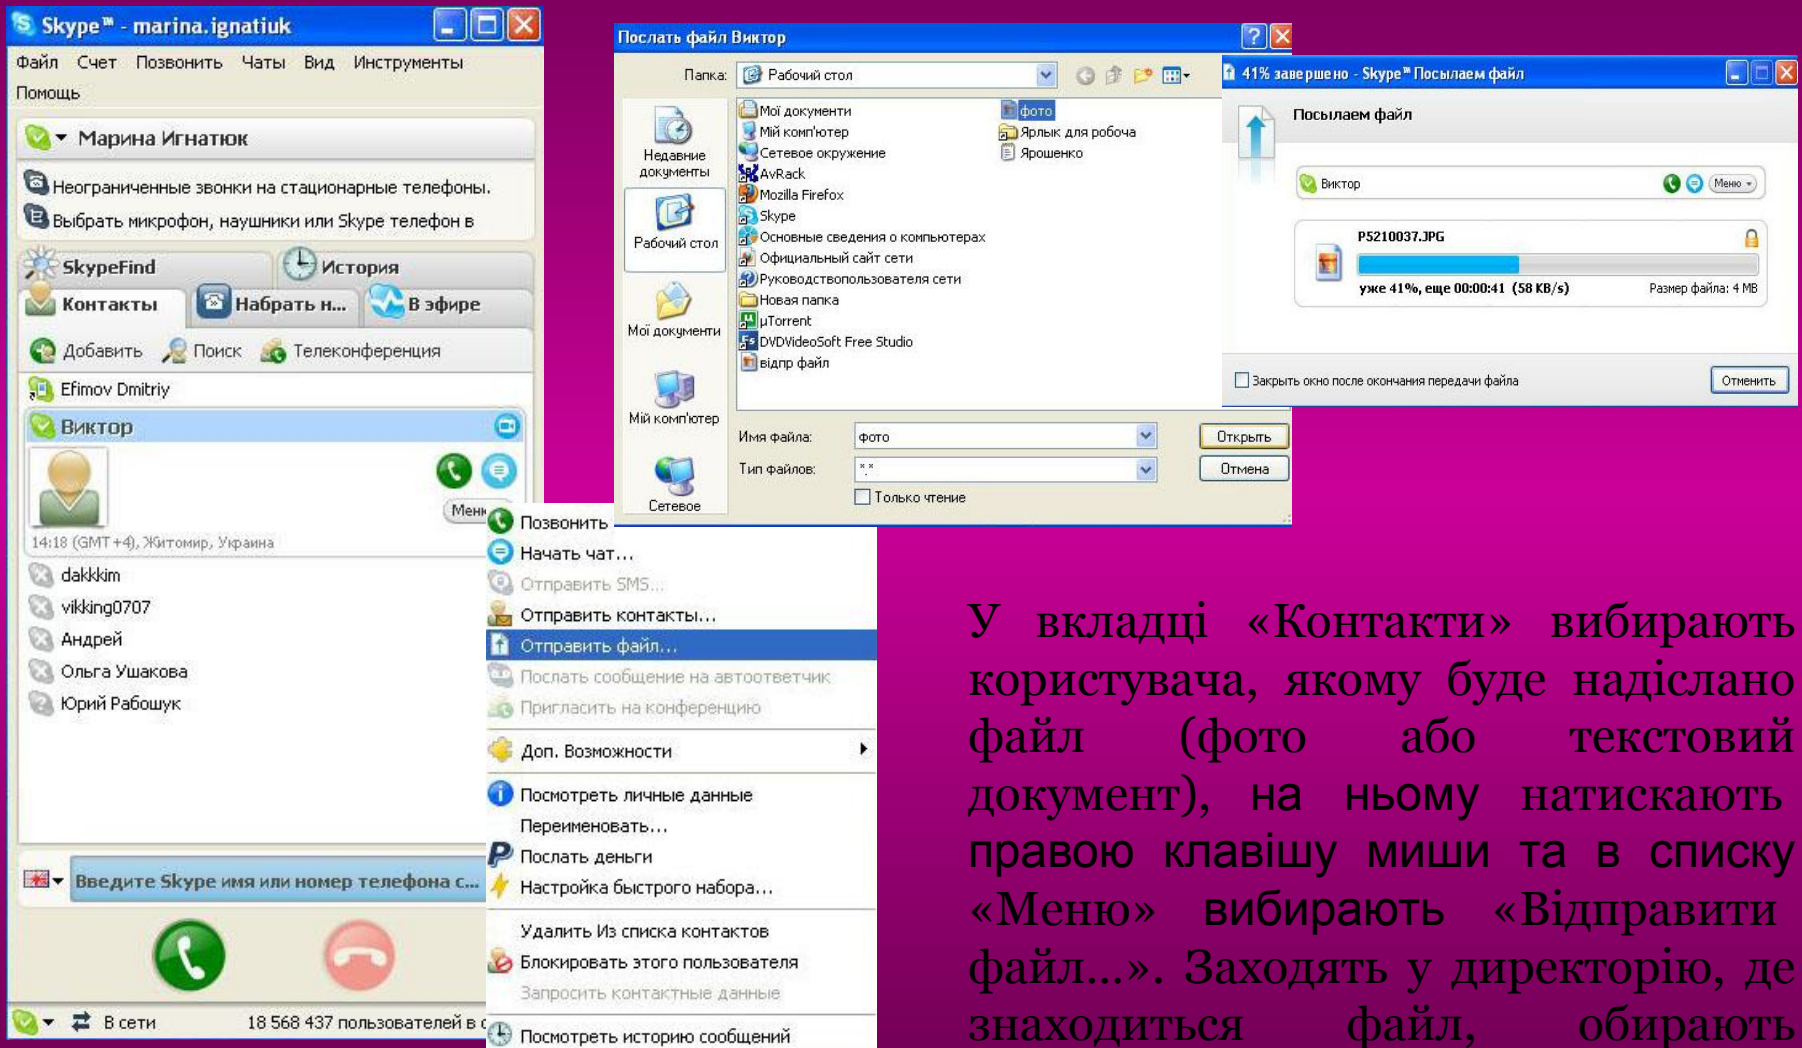 Skype™ - marina.ignatiuk
Файл Счет Позвонить Чаты Вид Инструменты
Помощь
Марина Игнатюк
Неограниченные звонки на стационарные телефоны.
Выбрать микрофон, наушники или Skype телефон в
SkypeFind История
Контакты Набрать н... В эфире
Добавить Поиск Телеконференция
Efimov Dmitriy
Виктор
Меню
14:18 (GMT +4), Житомир, Украина
dakkkim
vikking0707
Андрей
Ольга Ушакова
Юрий Рабошук
Введите Skype имя или номер телефона с...
В сети 18 568 437 пользователей в с
Позвонить
Начать чат...
Отправить SMS...
Отправить контакты...
Отправить файл...
Послать сообщение на автоответчик
Пригласить на конференцию
Доп. Возможности
Посмотреть личные данные
Переименовать...
Послать деньги
Настройка быстрого набора...
Удалить Из списка контактов
Блокировать этого пользователя
Запросить контактные данные
Посмотреть историю сообщений
Послать файл Виктор
Папка: Рабочий стол
Недавние
документы
Рабочий стол
Мої документи
Мій комп'ютер
Сетевое
Мої документи
Мій комп'ютер
Сетевое окружение
AvRack
Mozilla Firefox
Skype
Основные сведения о компьютерах
Официальный сайт сети
Руководствопользователя сети
Новая папка
µTorrent
DVDVideoSoft Free Studio
відпр файл
фото
Ярлык для робоча
Ярошенко
Имя файла: фото Открыть
Тип файлов: *.* Отмена
Только чтение
41% завершено - Skype™ Посылаем файл
Посылаем файл
Виктор Меню
P5210037.JPG
уже 41%, еще 00:00:41 (58 KB/s) Размер файла: 4 MB
Закрыть окно после окончания передачи файла Отменить
У вкладці «Контакти» вибирають
користувача, якому буде надіслано
файл (фото або текстовий
документ), на ньому натискають
правою клавішу миши та в списку
«Меню» вибирають «Відправити
файл...». Заходять у директорію, де
знаходиться файл, обирають